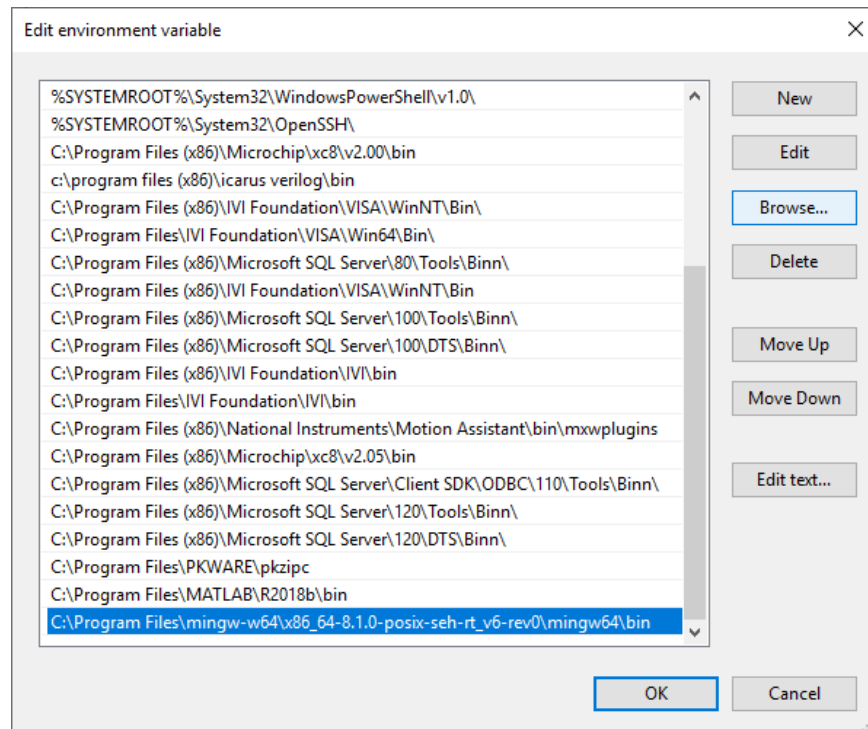 Edit environment variable
%SYSTEMROOT%\System32\WindowsPowerShell\v1.0\
%SYSTEMROOT%\System32\OpenSSH\
C:\Program Files (x86)\Microchip\xc8\v2.00\bin
c:\program files (x86)\icarus verilog\bin
C:\Program Files (x86)\IVI Foundation\VISA\WinNT\Bin\
C:\Program Files\IVI Foundation\VISA\Win64\Bin\
C:\Program Files (x86)\Microsoft SQL Server\80\Tools\Binn\
C:\Program Files (x86)\IVI Foundation\VISA\WinNT\Bin
C:\Program Files (x86)\Microsoft SQL Server\100\Tools\Binn\
C:\Program Files (x86)\Microsoft SQL Server\100\DTS\Binn\
C:\Program Files (x86)\IVI Foundation\IVI\bin
C:\Program Files\IVI Foundation\IVI\bin
C:\Program Files (x86)\National Instruments\Motion Assistant\bin\mxwplugins
C:\Program Files (x86)\Microchip\xc8\v2.05\bin
C:\Program Files (x86)\Microsoft SQL Server\Client SDK\ODBC\110\Tools\Binn\
C:\Program Files (x86)\Microsoft SQL Server\120\Tools\Binn\
C:\Program Files (x86)\Microsoft SQL Server\120\DTS\Binn\
C:\Program Files\PKWARE\pkzipc
C:\Program Files\MATLAB\R2018b\bin
C:\Program Files\mingw-w64\x86_64-8.1.0-posix-seh-rt_v6-rev0\mingw64\bin
New
Edit
Browse...
Delete
Move Up
Move Down
Edit text...
OK
Cancel